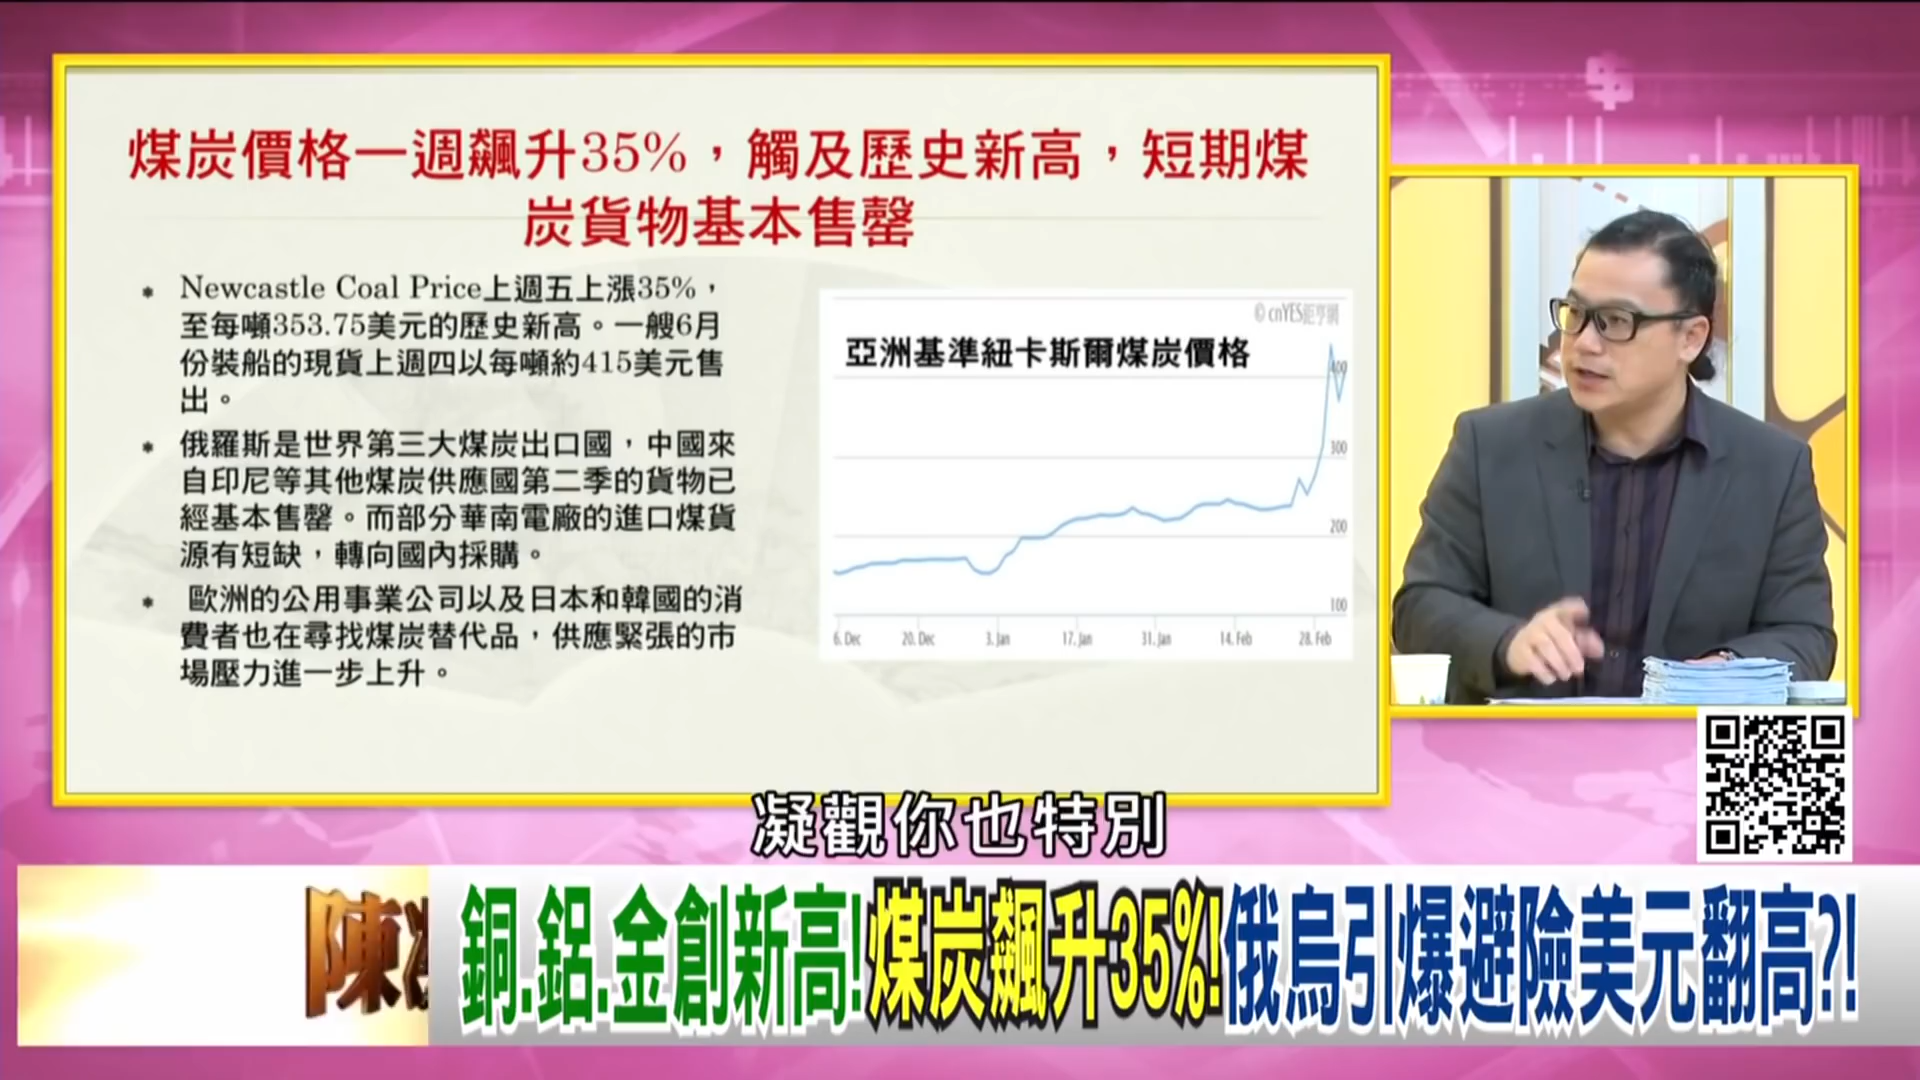 煤炭價格一週飆升35%，觸及歷史新高，短期煤
炭貨物基本售罄
* Newcastle Coal Price上週五上漲35%，
至每噸353.75美元的歷史新高。一艘6月
份裝船的現貨上週四以每噸約415美元售
出。
* 俄羅斯是世界第三大煤炭出口國，中國來
自印尼等其他煤炭供應國第二季的貨物已
經基本售罄。而部分華南電廠的進口煤貨
源有短缺，轉向國內採購。
* 歐洲的公用事業公司以及日本和韓國的消
費者也在尋找煤炭替代品，供應緊張的市
場壓力進一步上升。
© cnYES鉅亨網
亞洲基準紐卡斯爾煤炭價格
400
300
200
100
6. Dec 20. Dec 3. Jan 17. Jan 31. Jan 14. Feb 28. Feb
凝觀你也特別
陳
銅.鋁.金創新高!煤炭飆升35%!俄烏引爆避險美元翻高?!